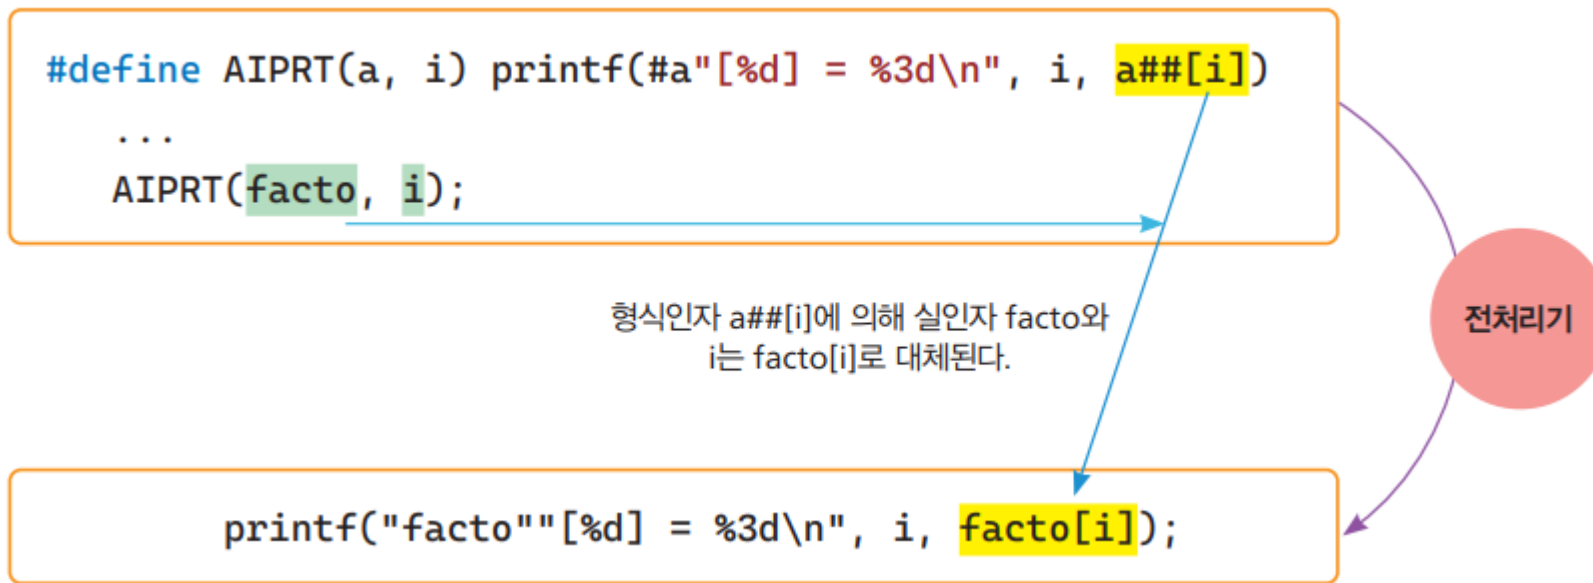 #define AIPRT(a, i) printf(#a"[%d] = %3d\n", i, a##[i])
...
AIPRT(facto, i);
형식인자 a##[i]에 의해 실인자 facto와
i는 facto[i]로 대체된다.
전처리기
printf("facto""[%d] = %3d\n", i, facto[i]);